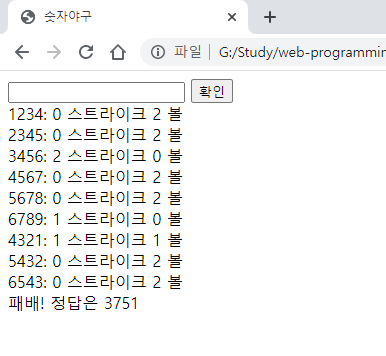 숫자야구
파일 G:/Study/web-programmin
확인
1234: 0 스트라이크 2 볼
2345: 0 스트라이크 2 볼
3456: 2 스트라이크 0 볼
4567: 0 스트라이크 2 볼
5678: 0 스트라이크 2 볼
6789: 1 스트라이크 0 볼
4321: 1 스트라이크 1 볼
5432: 0 스트라이크 2 볼
6543: 0 스트라이크 2 볼
패배! 정답은 3751